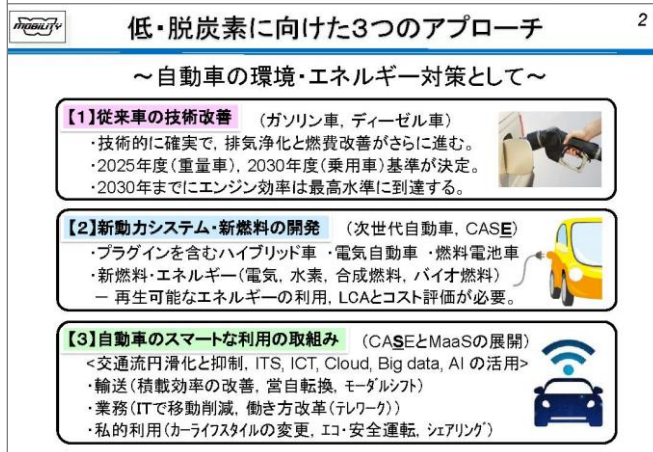 MOBILITY
低・脱炭素に向けた3つのアプローチ
2
～自動車の環境・エネルギー対策として～
【1】従来車の技術改善 （ガソリン車, ディーゼル車）
・技術的に確実で, 排気浄化と燃費改善がさらに進む。
・2025年度（重量車）, 2030年度（乗用車）基準が決定。
・2030年までにエンジン効率は最高水準に到達する。
【2】新動力システム・新燃料の開発 （次世代自動車, CASE）
・プラグインを含むハイブリッド車 ・電気自動車 ・燃料電池車
・新燃料・エネルギー（電気, 水素, 合成燃料, バイオ燃料）
－ 再生可能なエネルギーの利用, LCAとコスト評価が必要。
【3】自動車のスマートな利用の取組み （CASEとMaaSの展開）
<交通流円滑化と抑制, ITS, ICT, Cloud, Big data, AI の活用>
・輸送（積載効率の改善, 営自転換, モーダルシフト）
・業務（ITで移動削減, 働き方改革（テレワーク））
・私的利用（カーライフスタイルの変更, エコ・安全運転, シェアリング）